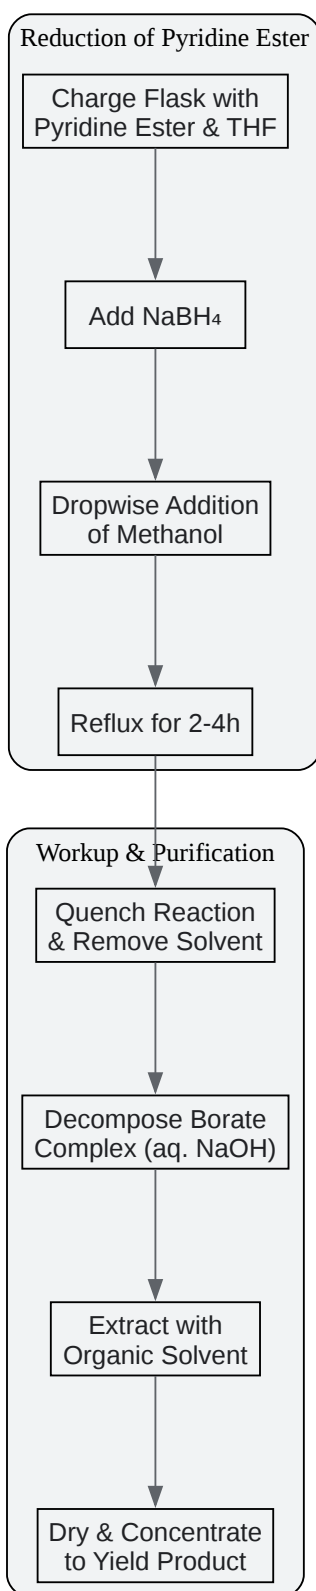 Reduction of Pyridine Ester
Charge Flask with
Pyridine Ester & THF
Add NaBH₄
Dropwise Addition
of Methanol
Reflux for 2-4h
Workup & Purification
Quench Reaction
& Remove Solvent
Decompose Borate
Complex (aq. NaOH)
Extract with
Organic Solvent
Dry & Concentrate
to Yield Product